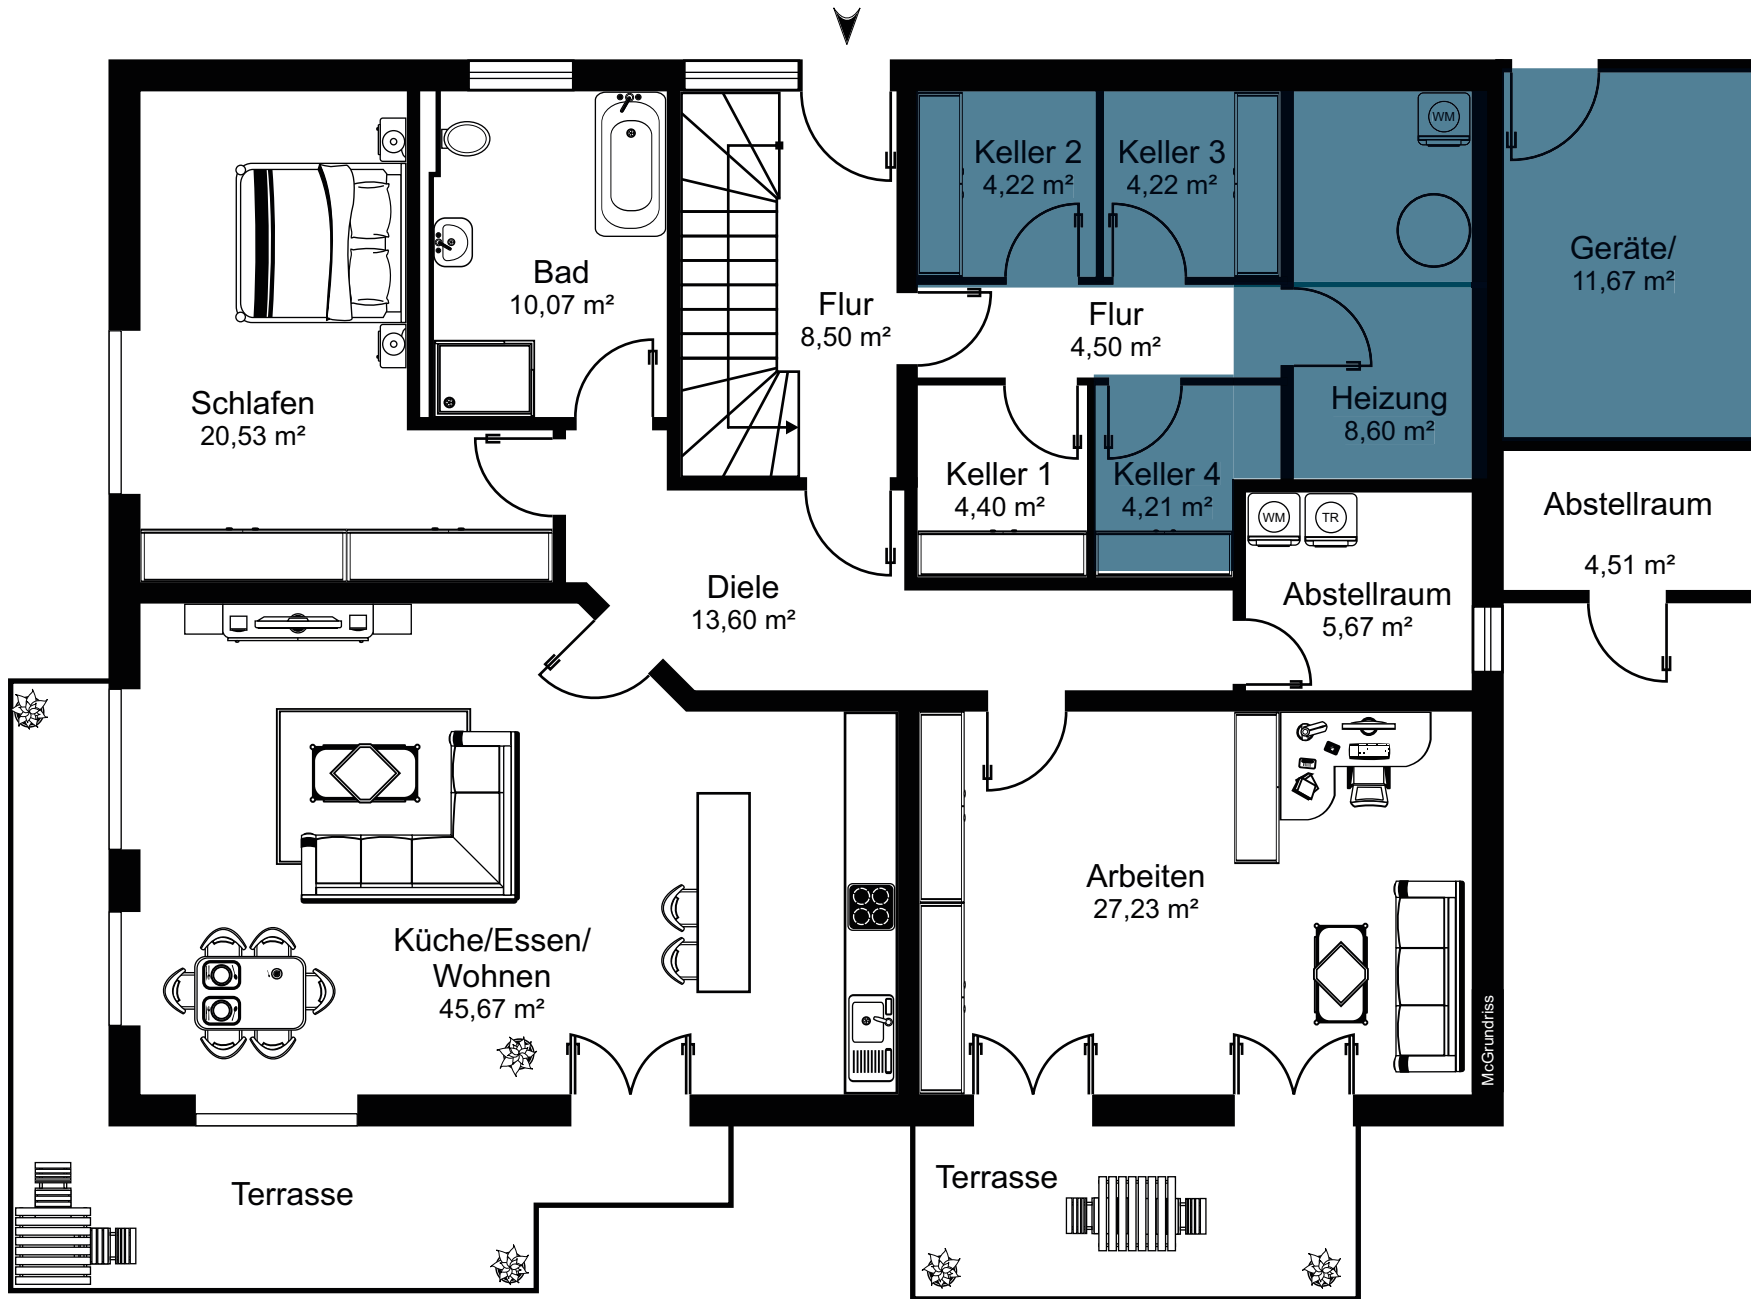 Keller 2
4,22 m²
Keller 3
4,22 m²
WM
Geräte/
11,67 m²
Bad
10,07 m²
Flur
8,50 m²
Flur
4,50 m²
Schlafen
20,53 m²
Heizung
8,60 m²
Keller 1
4,40 m²
Keller 4
4,21 m²
WM
TR
Abstellraum
4,51 m²
Diele
13,60 m²
Abstellraum
5,67 m²
Arbeiten
27,23 m²
Küche/Essen/
Wohnen
45,67 m²
McGrundriss
Terrasse
Terrasse